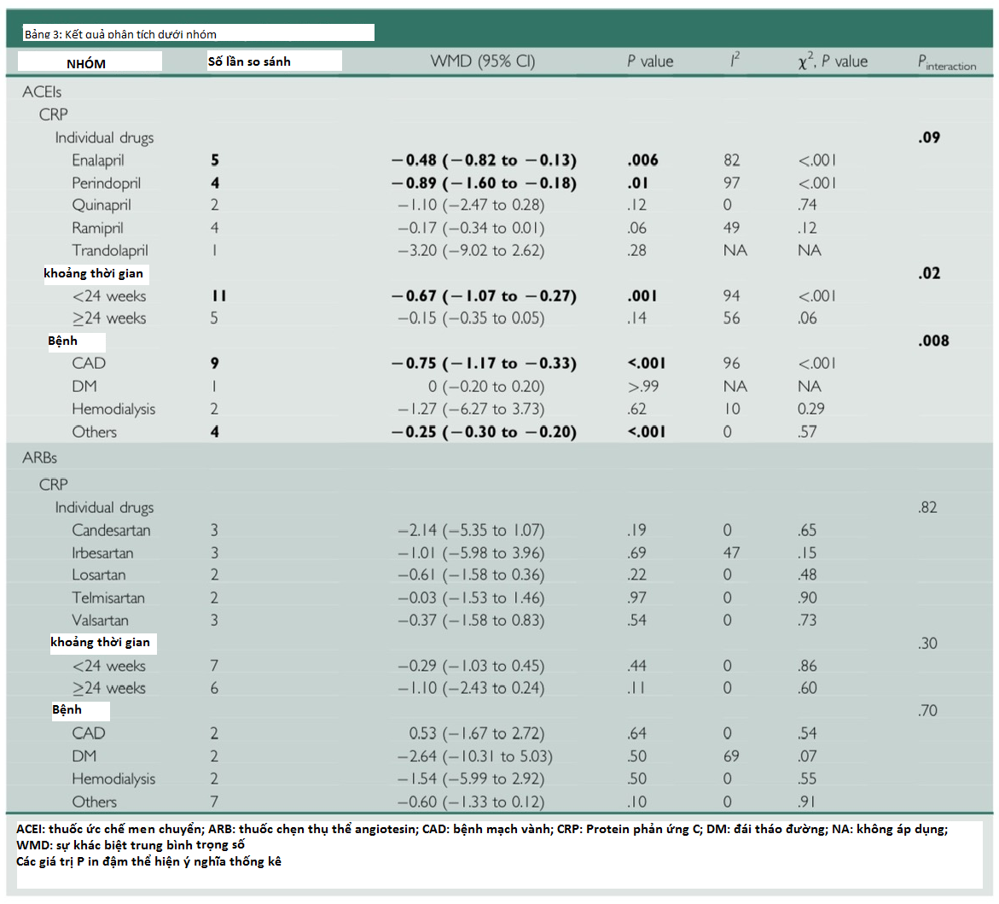 Bảng 3: Kết quả phân tích dưới nhóm
NHÓM Số lần so sánh WMD (95% CI) P value I² χ², P value Pinteraction
ACEIs
CRP
Individual drugs .09
Enalapril 5 −0.48 (−0.82 to −0.13) .006 82 <.001
Perindopril 4 −0.89 (−1.60 to −0.18) .01 97 <.001
Quinapril 2 −1.10 (−2.47 to 0.28) .12 0 .74
Ramipril 4 −0.17 (−0.34 to 0.01) .06 49 .12
Trandolapril 1 −3.20 (−9.02 to 2.62) .28 NA NA
khoảng thời gian .02
<24 weeks 11 −0.67 (−1.07 to −0.27) .001 94 <.001
≥24 weeks 5 −0.15 (−0.35 to 0.05) .14 56 .06
Bệnh .008
CAD 9 −0.75 (−1.17 to −0.33) <.001 96 <.001
DM 1 0 (−0.20 to 0.20) >.99 NA NA
Hemodialysis 2 −1.27 (−6.27 to 3.73) .62 10 0.29
Others 4 −0.25 (−0.30 to −0.20) <.001 0 .57
ARBs
CRP
Individual drugs .82
Candesartan 3 −2.14 (−5.35 to 1.07) .19 0 .65
Irbesartan 3 −1.01 (−5.98 to 3.96) .69 47 .15
Losartan 2 −0.61 (−1.58 to 0.36) .22 0 .48
Telmisartan 2 −0.03 (−1.53 to 1.46) .97 0 .90
Valsartan 3 −0.37 (−1.58 to 0.83) .54 0 .73
khoảng thời gian .30
<24 weeks 7 −0.29 (−1.03 to 0.45) .44 0 .86
≥24 weeks 6 −1.10 (−2.43 to 0.24) .11 0 .60
Bệnh .70
CAD 2 0.53 (−1.67 to 2.72) .64 0 .54
DM 2 −2.64 (−10.31 to 5.03) .50 69 .07
Hemodialysis 2 −1.54 (−5.99 to 2.92) .50 0 .55
Others 7 −0.60 (−1.33 to 0.12) .10 0 .91
ACEI: thuốc ức chế men chuyển; ARB: thuốc chẹn thụ thể angiotesin; CAD: bệnh mạch vành; CRP: Protein phản ứng C; DM: đái tháo đường; NA: không áp dụng;
WMD: sự khác biệt trung bình trọng số
Các giá trị P in đậm thể hiện ý nghĩa thống kê